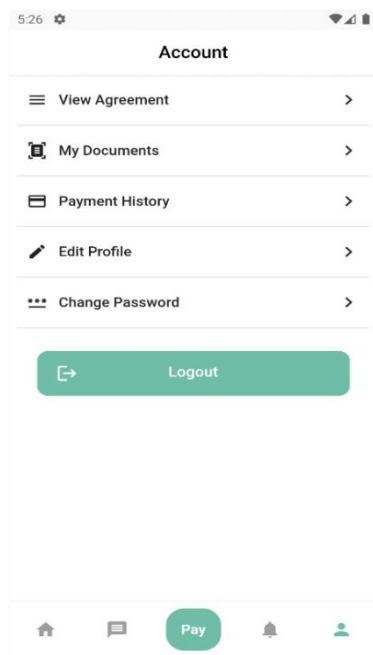 5:26
Account
View Agreement
My Documents
Payment History
Edit Profile
Change Password
Logout
Pay